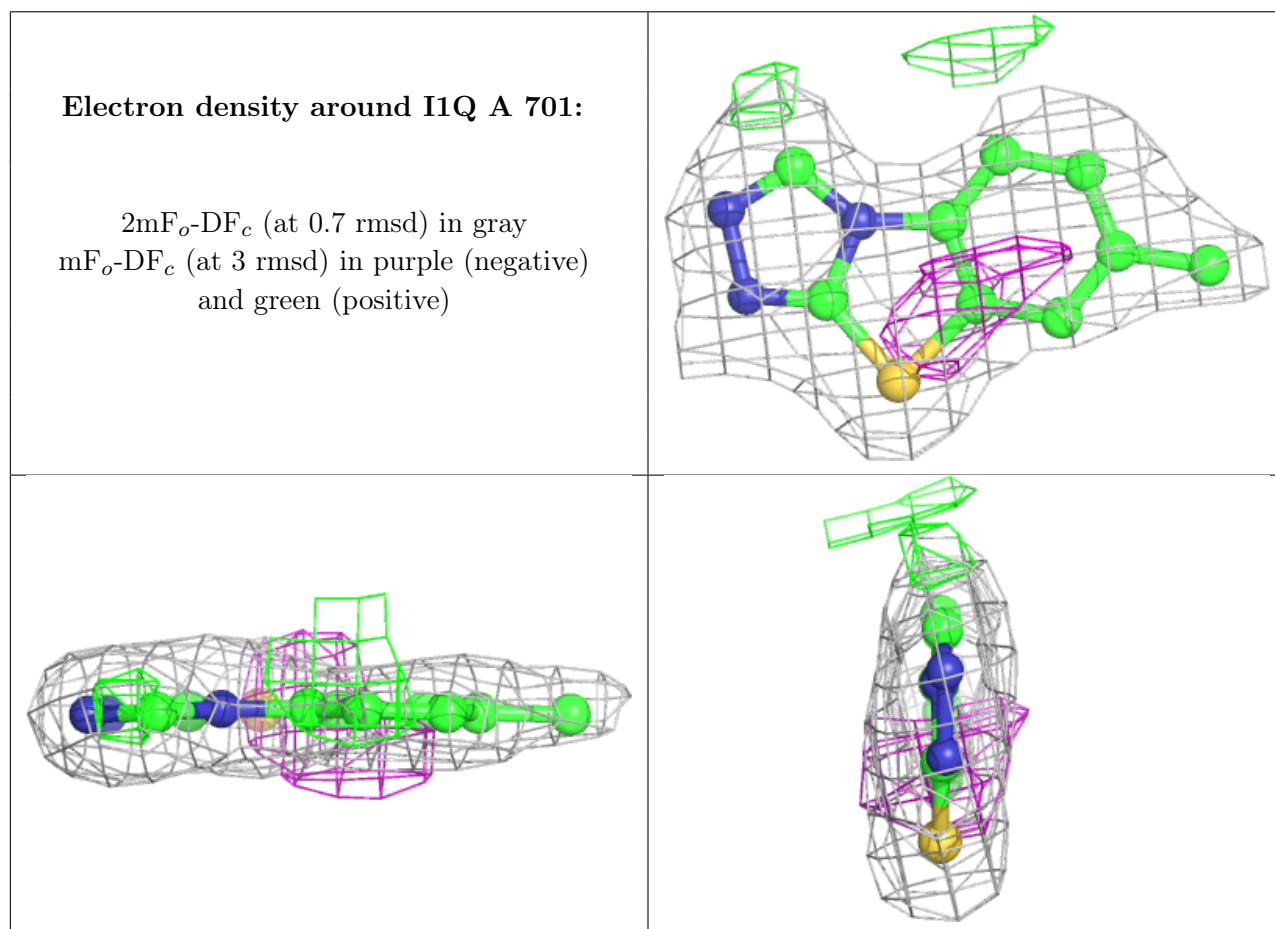 Electron density around I1Q A 701:
2mFo-DFc (at 0.7 rmsd) in gray
mFo-DFc (at 3 rmsd) in purple (negative)
and green (positive)